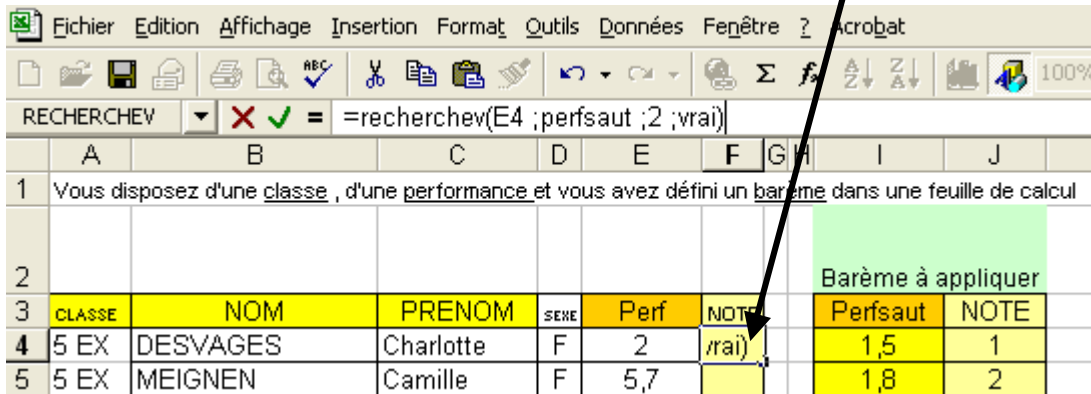 Fichier Edition Affichage Insertion Format Outils Données Fenêtre ? Acrobat
ABC Σ 100%
RECHERCHEV = =recherchev(E4 ;perfsaut ;2 ;vrai)
A B C D E F G H I J
1 Vous disposez d'une classe , d'une performance et vous avez défini un barème dans une feuille de calcul
2 Barème à appliquer
3 CLASSE NOM PRENOM SEXE Perf NOTE Perfsaut NOTE
4 5 EX DESVAGES Charlotte F 2 vrai) 1,5 1
5 5 EX MEIGNEN Camille F 5,7 1,8 2